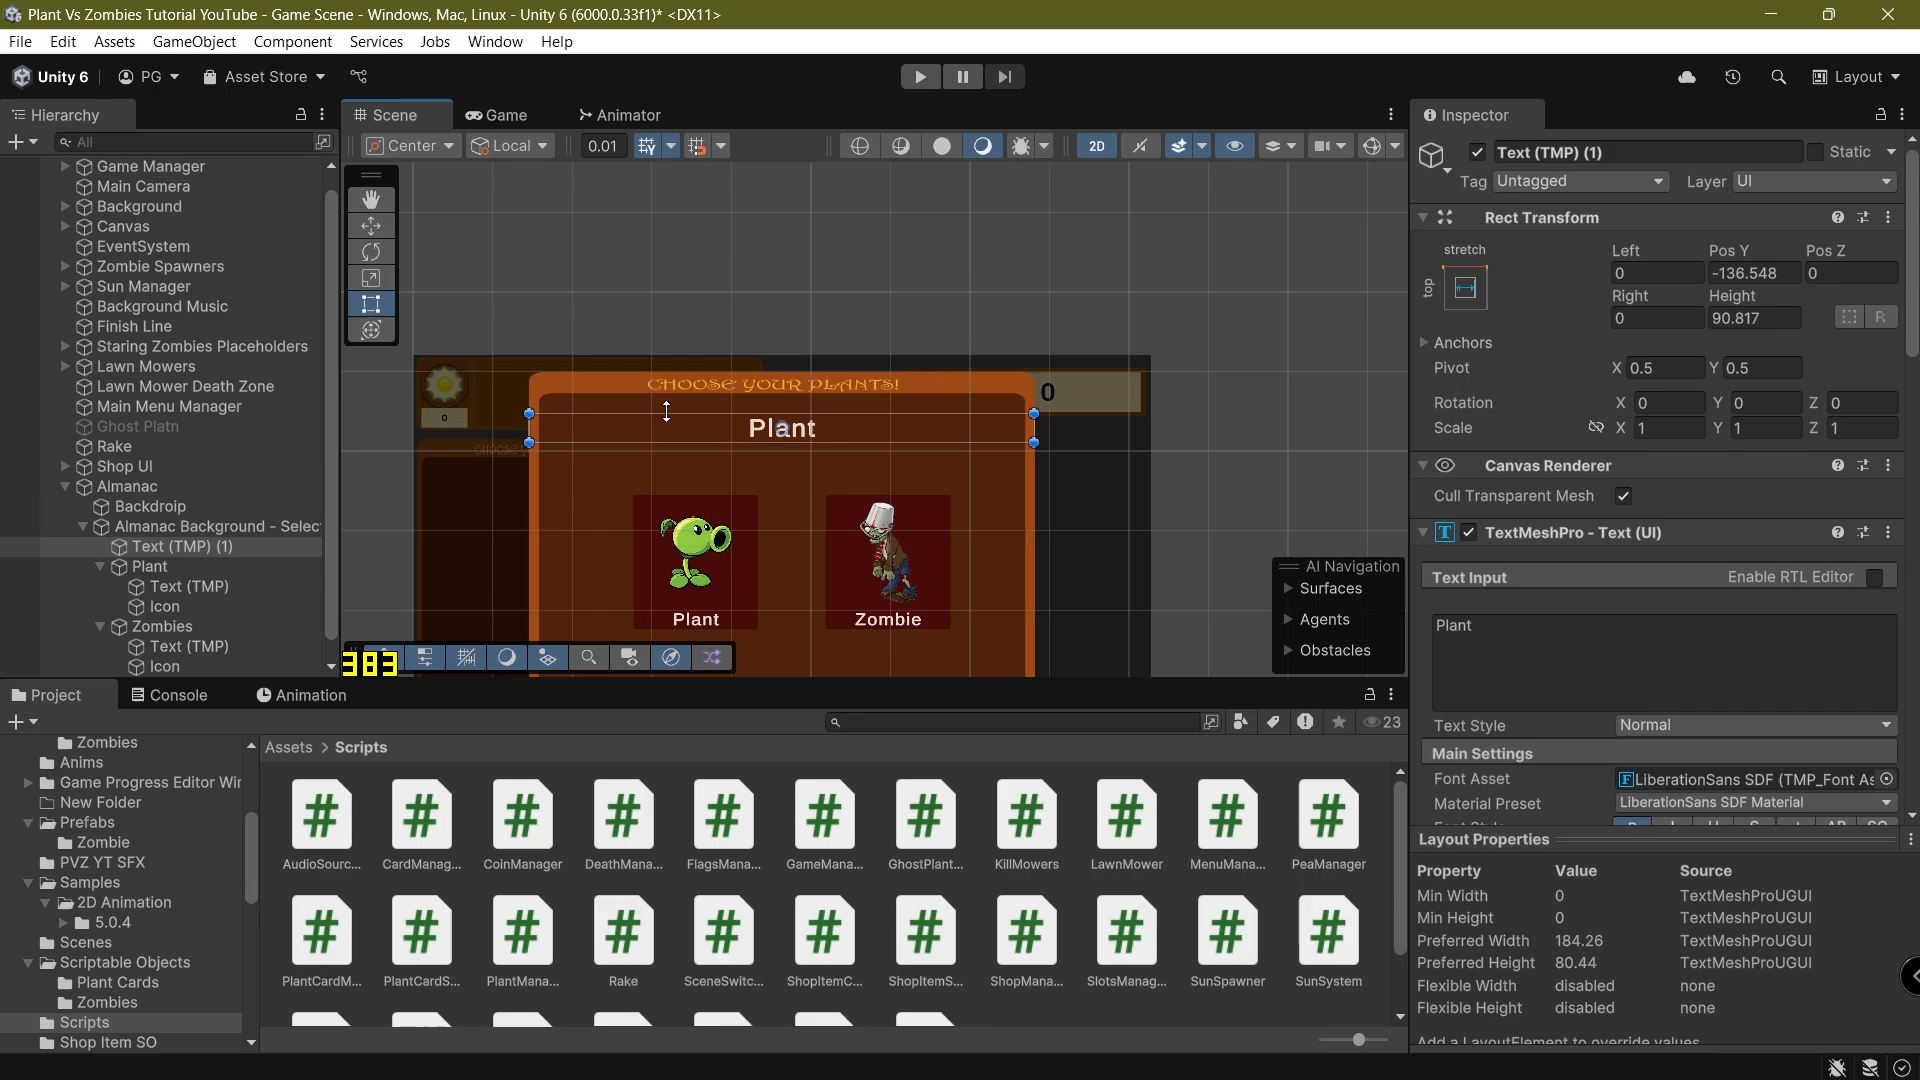 Plant Vs Zombies Tutorial YouTube - Game Scene - Windows, Mac, Linux - Unity 6 (6000.0.33f1)* <DX11>
File Edit Assets GameObject Component Services Jobs Window Help
Unity 6 PG Asset Store Layout
Hierarchy
All
Game Manager
Main Camera
Background
Canvas
EventSystem
Zombie Spawners
Sun Manager
Background Music
Finish Line
Staring Zombies Placeholders
Lawn Mowers
Lawn Mower Death Zone
Main Menu Manager
Ghost Platn
Rake
Shop UI
Almanac
Backdroip
Almanac Background - Selec
Text (TMP) (1)
Plant
Text (TMP)
Icon
Zombies
Text (TMP)
Icon
Scene Game Animator
Center Local 0.01 2D
CHOOSE YOUR PLANTS!
0
0
Plant
Plant
Zombie
383
AI Navigation
Surfaces
Agents
Obstacles
Inspector
Text (TMP) (1) Static
Tag Untagged Layer UI
Rect Transform
stretch
top
Left Pos Y Pos Z
0 -136.548 0
Right Height
0 90.817 R
Anchors
Pivot X 0.5 Y 0.5
Rotation X 0 Y 0 Z 0
Scale X 1 Y 1 Z 1
Canvas Renderer
Cull Transparent Mesh
TextMeshPro - Text (UI)
Text Input Enable RTL Editor
Plant
Text Style Normal
Main Settings
Font Asset LiberationSans SDF (TMP_Font As
Material Preset LiberationSans SDF Material
Layout Properties
Property Value Source
Min Width 0 TextMeshProUGUI
Min Height 0 TextMeshProUGUI
Preferred Width 184.26 TextMeshProUGUI
Preferred Height 80.44 TextMeshProUGUI
Flexible Width disabled none
Flexible Height disabled none
Add a LayoutElement to override values
Project Console Animation
23
Zombies
Anims
Game Progress Editor Wir
New Folder
Prefabs
Zombie
PVZ YT SFX
Samples
2D Animation
5.0.4
Scenes
Scriptable Objects
Plant Cards
Zombies
Scripts
Shop Item SO
Assets > Scripts
AudioSourc... CardManag... CoinManager DeathMana... FlagsMana... GameMana... GhostPlant... KillMowers LawnMower MenuMana... PeaManager
PlantCardM... PlantCardS... PlantMana... Rake SceneSwitc... ShopItemC... ShopItemS... ShopMana... SlotsManag... SunSpawner SunSystem